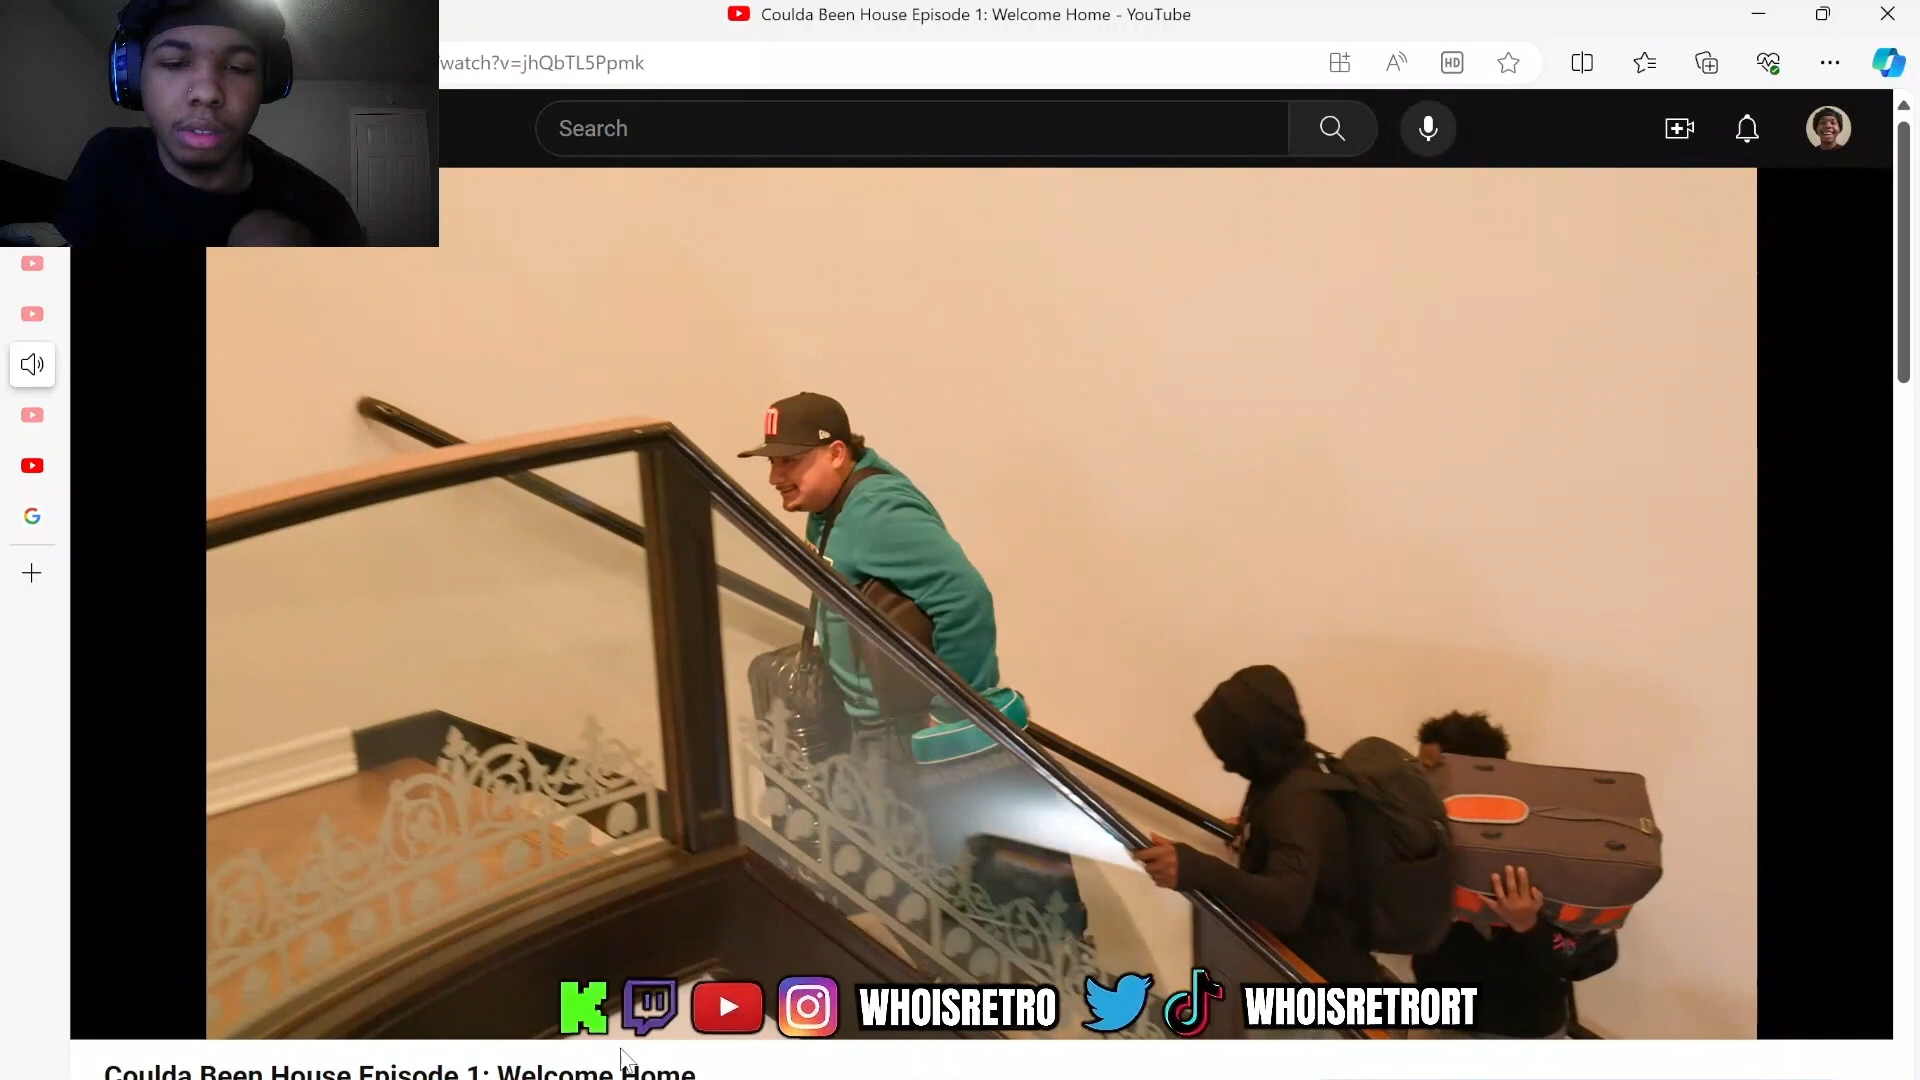 Coulda Been House Episode 1: Welcome Home - YouTube
watch?v=jhQbTL5Ppmk
HD
Search
WHOISRETRO
WHOISRETRORT
Coulda Been House Episode 1: Welcome Home